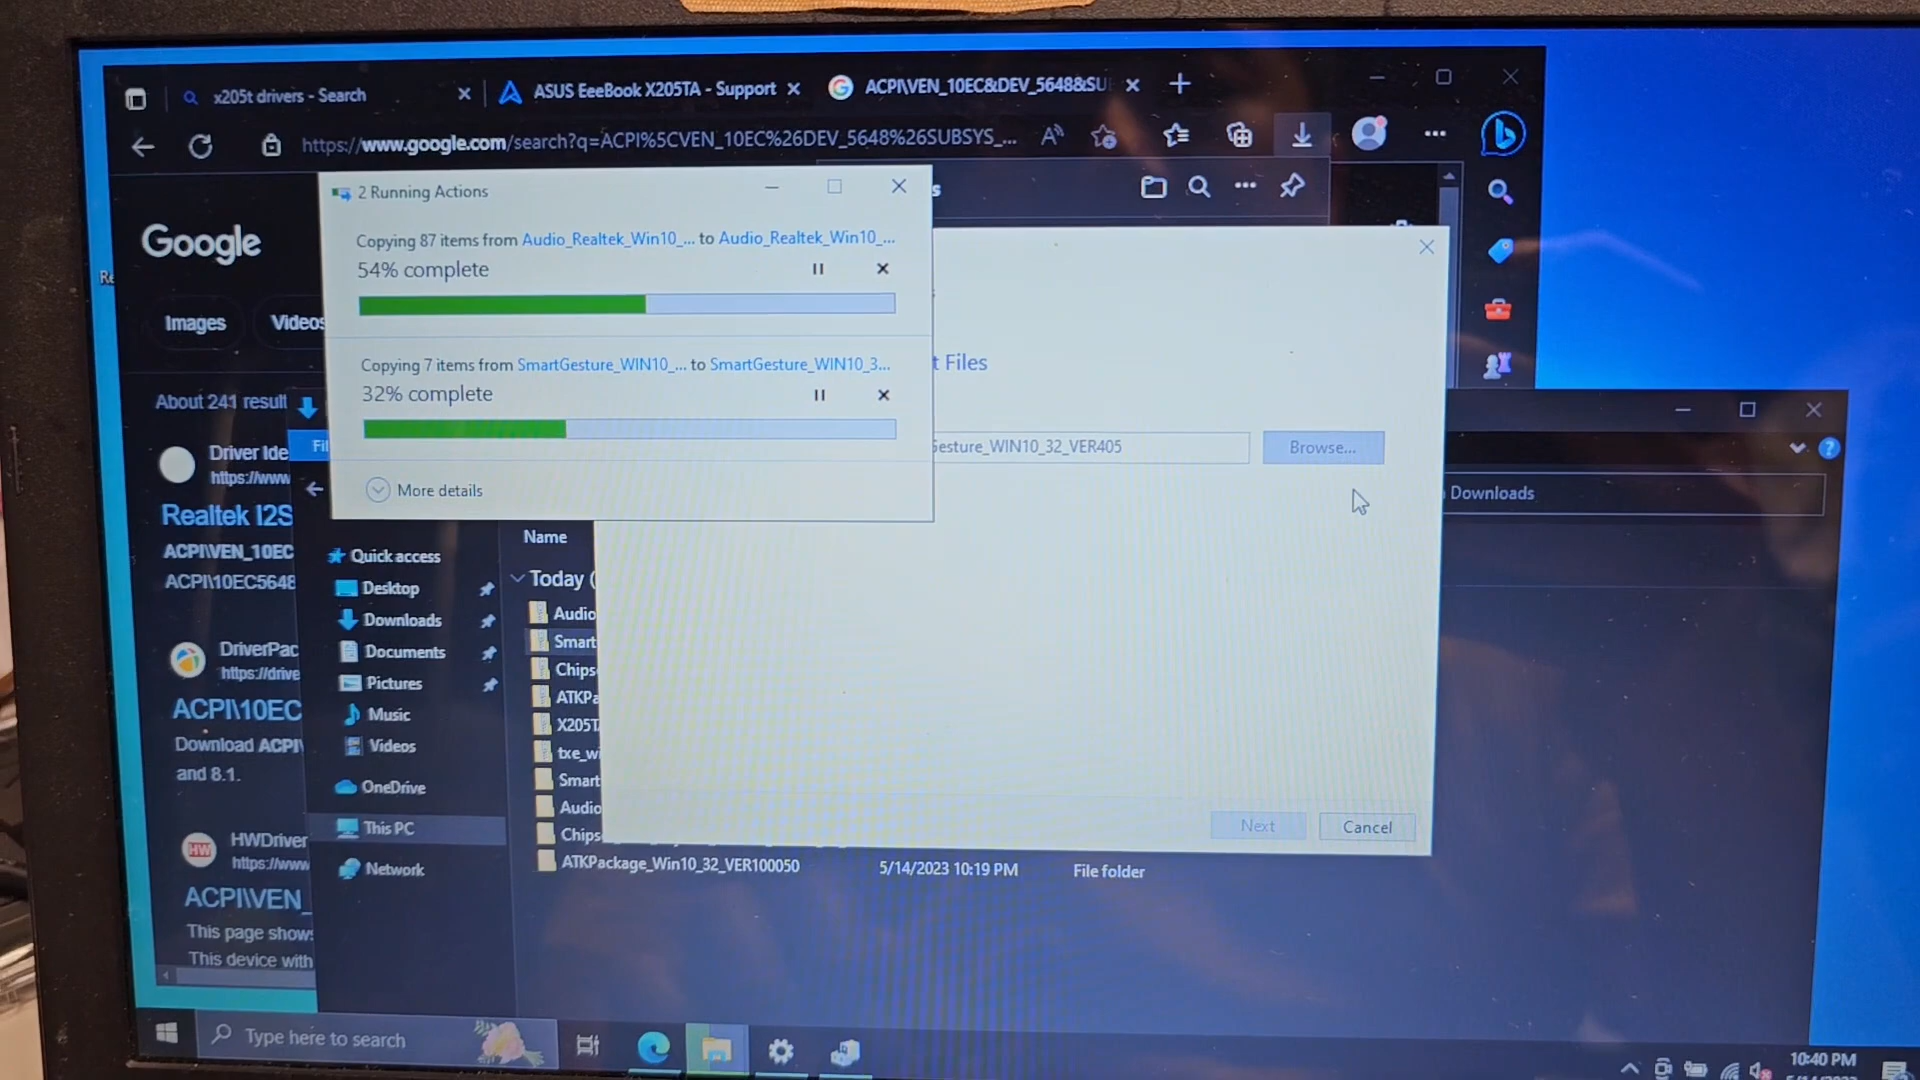 x205t drivers - Search
ASUS EeeBook X205TA - Support
ACPI\VEN_10EC&DEV_5648&SU
https://www.google.com/search?q=ACPI%5CVEN_10EC%26DEV_5648%26SUBSYS_...
2 Running Actions
Copying 87 items from Audio_Realtek_Win10_... to Audio_Realtek_Win10_...
54% complete
Copying 7 items from SmartGesture_WIN10_... to SmartGesture_WIN10_3...
32% complete
More details
s
t Files
Gesture_WIN10_32_VER405
Browse...
Next
Cancel
Google
Images
Videos
About 241 result
Driver Ide
https://www
Realtek I2S
ACPI\VEN_10EC
ACPI\10EC5648
DriverPac
https://drive
ACPI\10EC
Download ACPI\
and 8.1.
HW
HWDriver
https://www
ACPI\VEN_
This page shows
This device with
Fil
Downloads
Quick access
Desktop
Downloads
Documents
Pictures
Music
Videos
OneDrive
This PC
Network
Name
Today (
Audio
Smart
Chips
ATKPa
X205T
txe_wi
Smart
Audio
Chips
ATKPackage_Win10_32_VER100050
5/14/2023 10:19 PM
File folder
Type here to search
10:40 PM